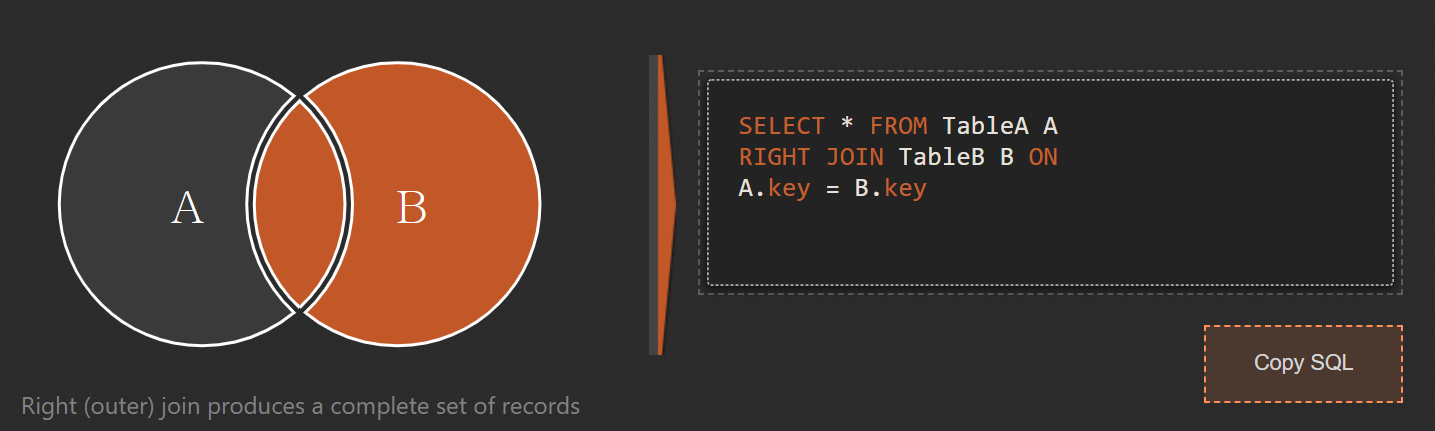 A
B
SELECT * FROM TableA A
RIGHT JOIN TableB B ON
A.key = B.key
Copy SQL
Right (outer) join produces a complete set of records